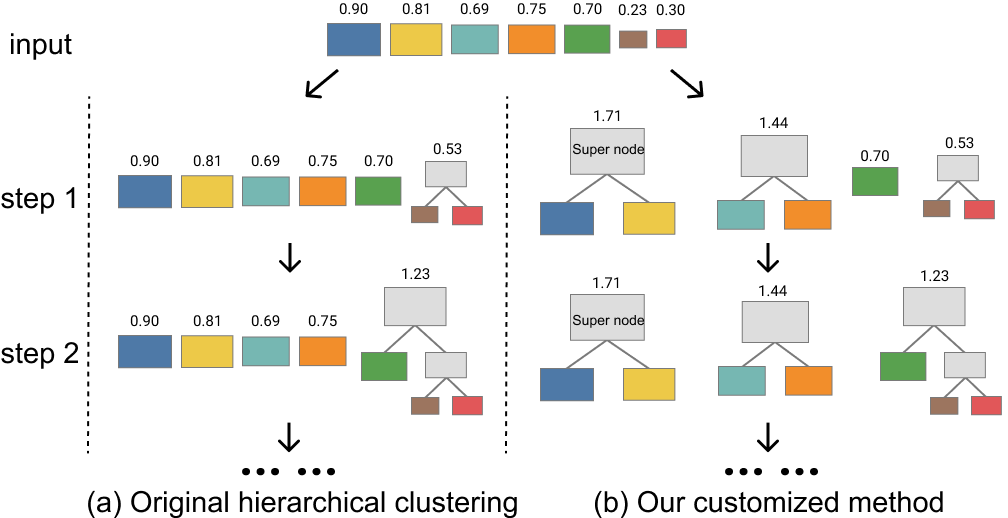 0.90 0.81 0.69 0.75 0.70 0.23 0.30
input
1.71 1.44
0.90 0.81 0.69 0.75 0.70 0.53 Super node 0.70 0.53
step 1
1.23 1.71 1.44 1.23
0.90 0.81 0.69 0.75 Super node
step 2
... ... ... ...
(a) Original hierarchical clustering (b) Our customized method